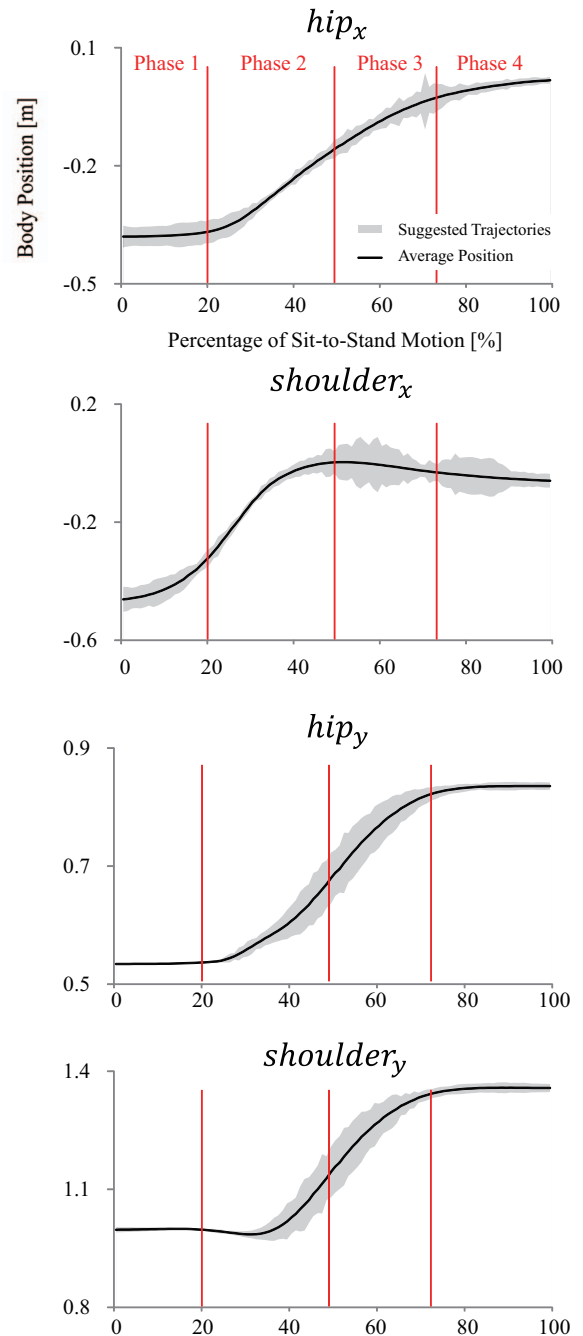 hipₓ
0.1
Phase 1 Phase 2 Phase 3 Phase 4
Body Position [m]
-0.2
Suggested Trajectories
Average Position
-0.5
0 20 40 60 80 100
Percentage of Sit-to-Stand Motion [%]
shoulderₓ
0.2
-0.2
-0.6
0 20 40 60 80 100
hip_y
0.9
0.7
0.5
0 20 40 60 80 100
shoulder_y
1.4
1.1
0.8
0 20 40 60 80 100